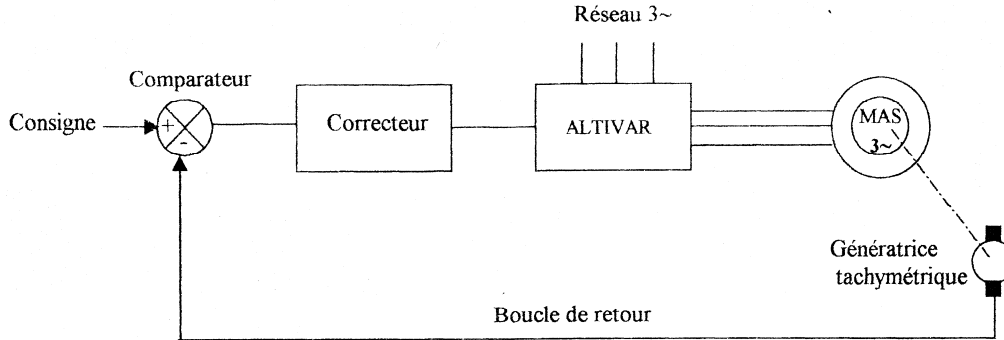 Réseau 3~
Comparateur
Consigne
+
-
Correcteur
ALTIVAR
MAS
3~
Génératrice
tachymétrique
Boucle de retour